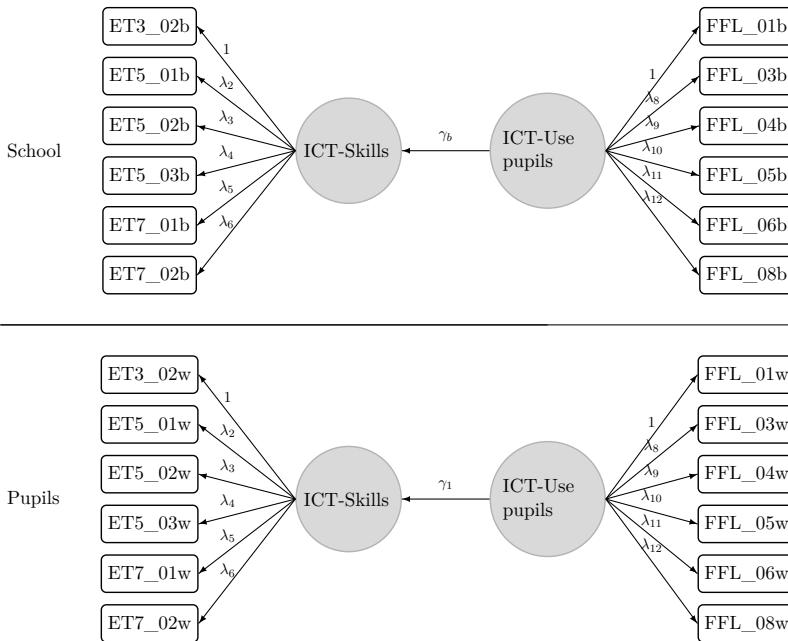 ET3_02b
ET5_01b
ET5_02b
ET5_03b
ET7_01b
ET7_02b
School
1
λ2
λ3
λ4
λ5
λ6
ICT-Skills
γb
ICT-Use
pupils
1
λ8
λ9
λ10
λ11
λ12
FFL_01b
FFL_03b
FFL_04b
FFL_05b
FFL_06b
FFL_08b
ET3_02w
ET5_01w
ET5_02w
ET5_03w
ET7_01w
ET7_02w
Pupils
1
λ2
λ3
λ4
λ5
λ6
ICT-Skills
γ1
ICT-Use
pupils
1
λ8
λ9
λ10
λ11
λ12
FFL_01w
FFL_03w
FFL_04w
FFL_05w
FFL_06w
FFL_08w